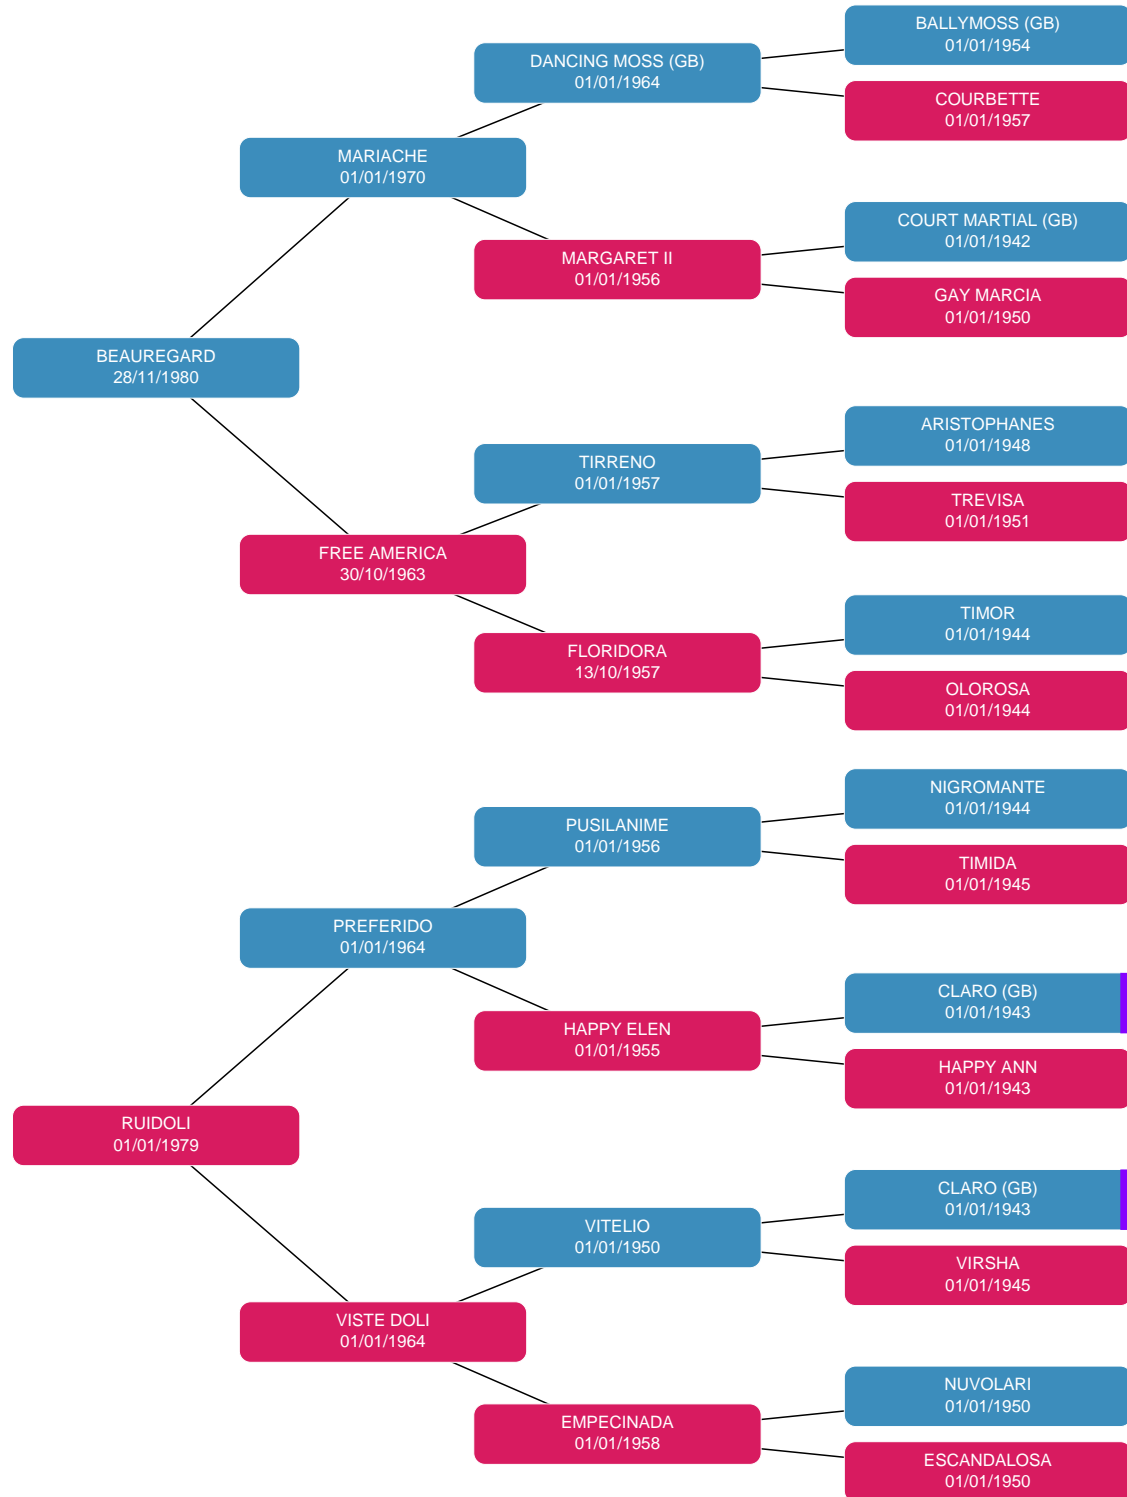 BALLYMOSS (GB)
01/01/1954
DANCING MOSS (GB)
01/01/1964
COURBETTE
01/01/1957
MARIACHE
01/01/1970
COURT MARTIAL (GB)
01/01/1942
MARGARET II
01/01/1956
GAY MARCIA
01/01/1950
BEAUREGARD
28/11/1980
ARISTOPHANES
01/01/1948
TIRRENO
01/01/1957
TREVISA
01/01/1951
FREE AMERICA
30/10/1963
TIMOR
01/01/1944
FLORIDORA
13/10/1957
OLOROSA
01/01/1944
NIGROMANTE
01/01/1944
PUSILANIME
01/01/1956
TIMIDA
01/01/1945
PREFERIDO
01/01/1964
CLARO (GB)
01/01/1943
HAPPY ELEN
01/01/1955
HAPPY ANN
01/01/1943
RUIDOLI
01/01/1979
CLARO (GB)
01/01/1943
VITELIO
01/01/1950
VIRSHA
01/01/1945
VISTE DOLI
01/01/1964
NUVOLARI
01/01/1950
EMPECINADA
01/01/1958
ESCANDALOSA
01/01/1950